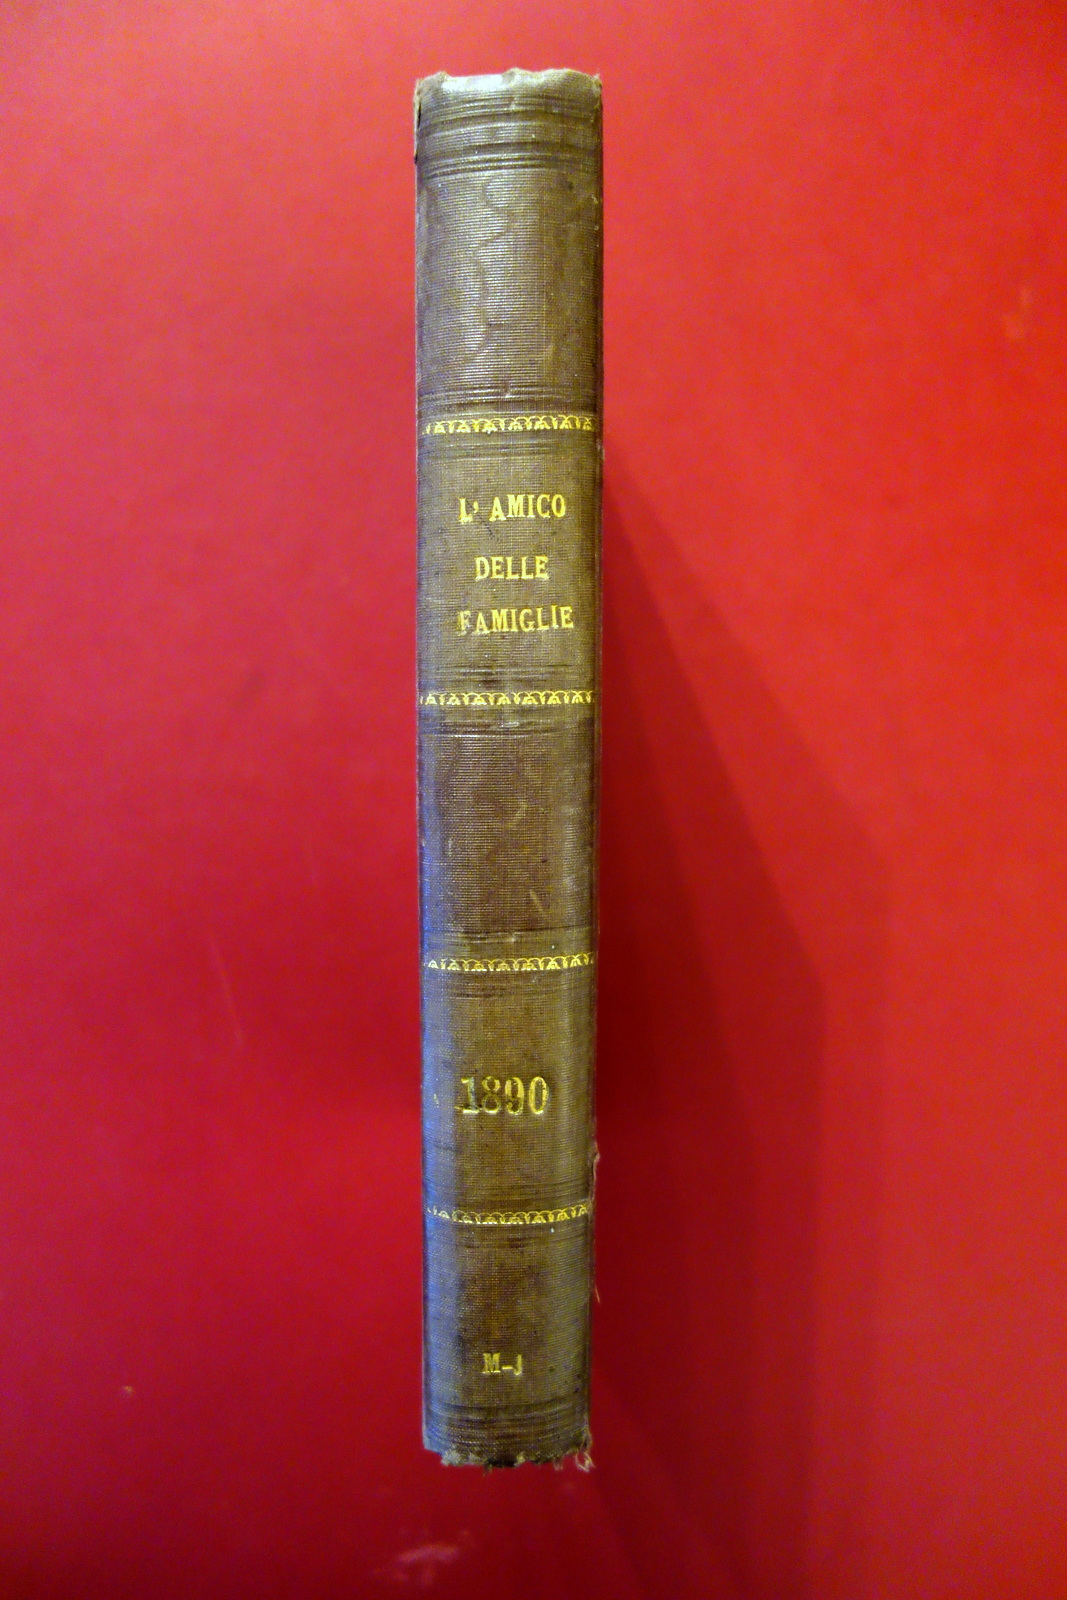 L' AMICO
DELLE
FAMIGLIE
1890
M-J